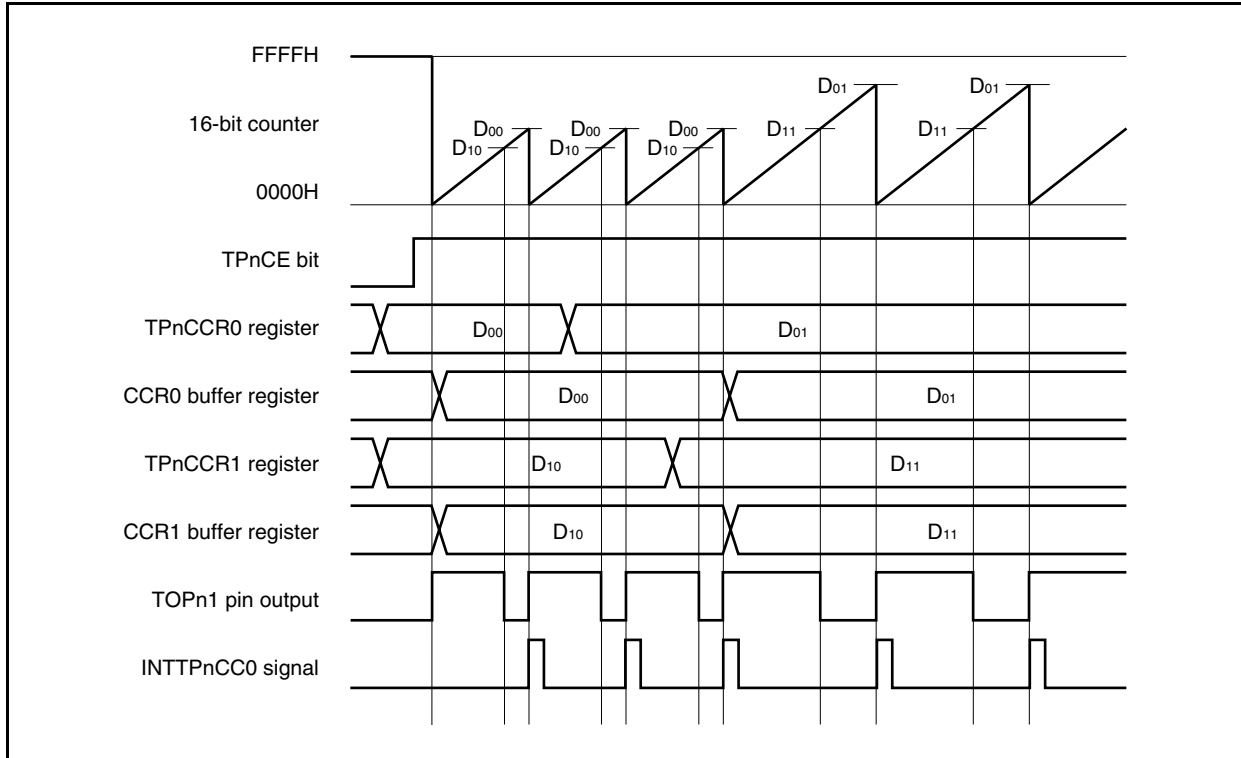 FFFFH
D01 D01
16-bit counter D00 D00 D00 D11 D11
D10 D10 D10
0000H
TPnCE bit
TPnCCR0 register D00 D01
CCR0 buffer register D00 D01
TPnCCR1 register D10 D11
CCR1 buffer register D10 D11
TOPn1 pin output
INTTPnCC0 signal